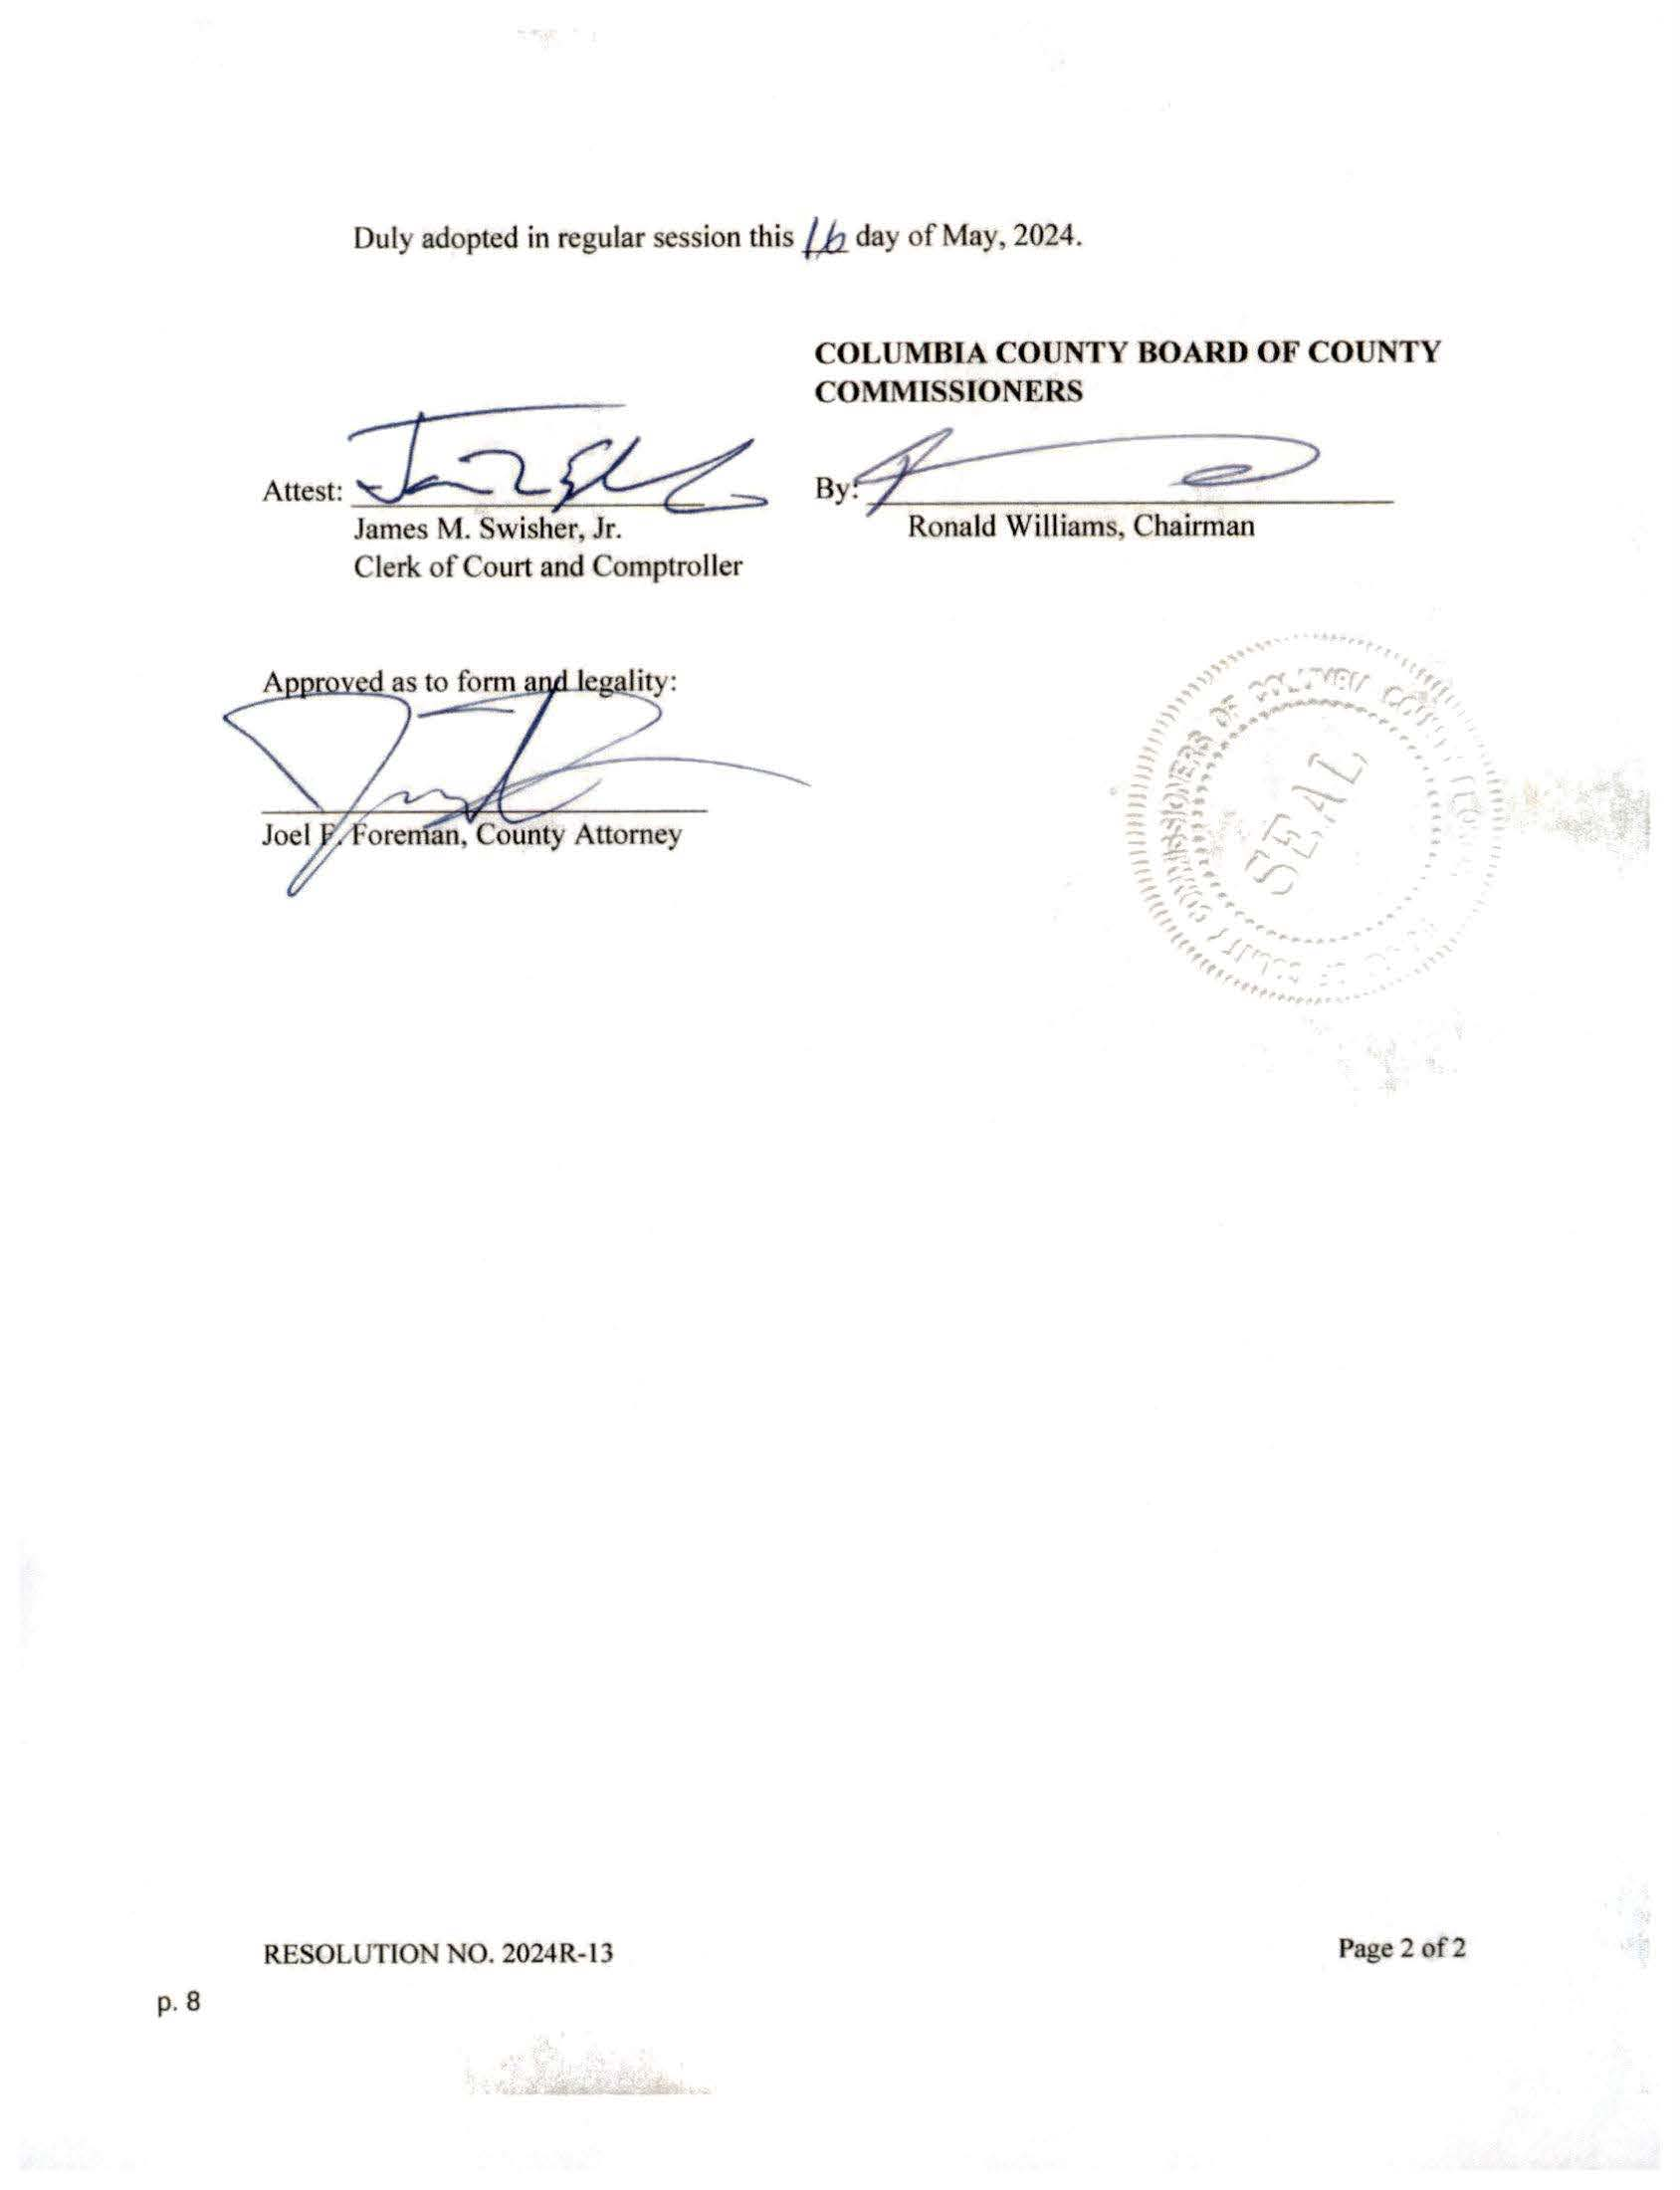 Duly adopted in regular session this 16 day of May, 2024.
COLUMBIA COUNTY BOARD OF COUNTY
COMMISSIONERS
Attest:
By:
James M. Swisher, Jr.
Clerk of Court and Comptroller
Ronald Williams, Chairman
Approved as to form and legality:
Joel F. Foreman, County Attorney
COMMISSIONERS OF
SEAL
RESOLUTION NO. 2024R-13
Page 2 of 2
p. 8